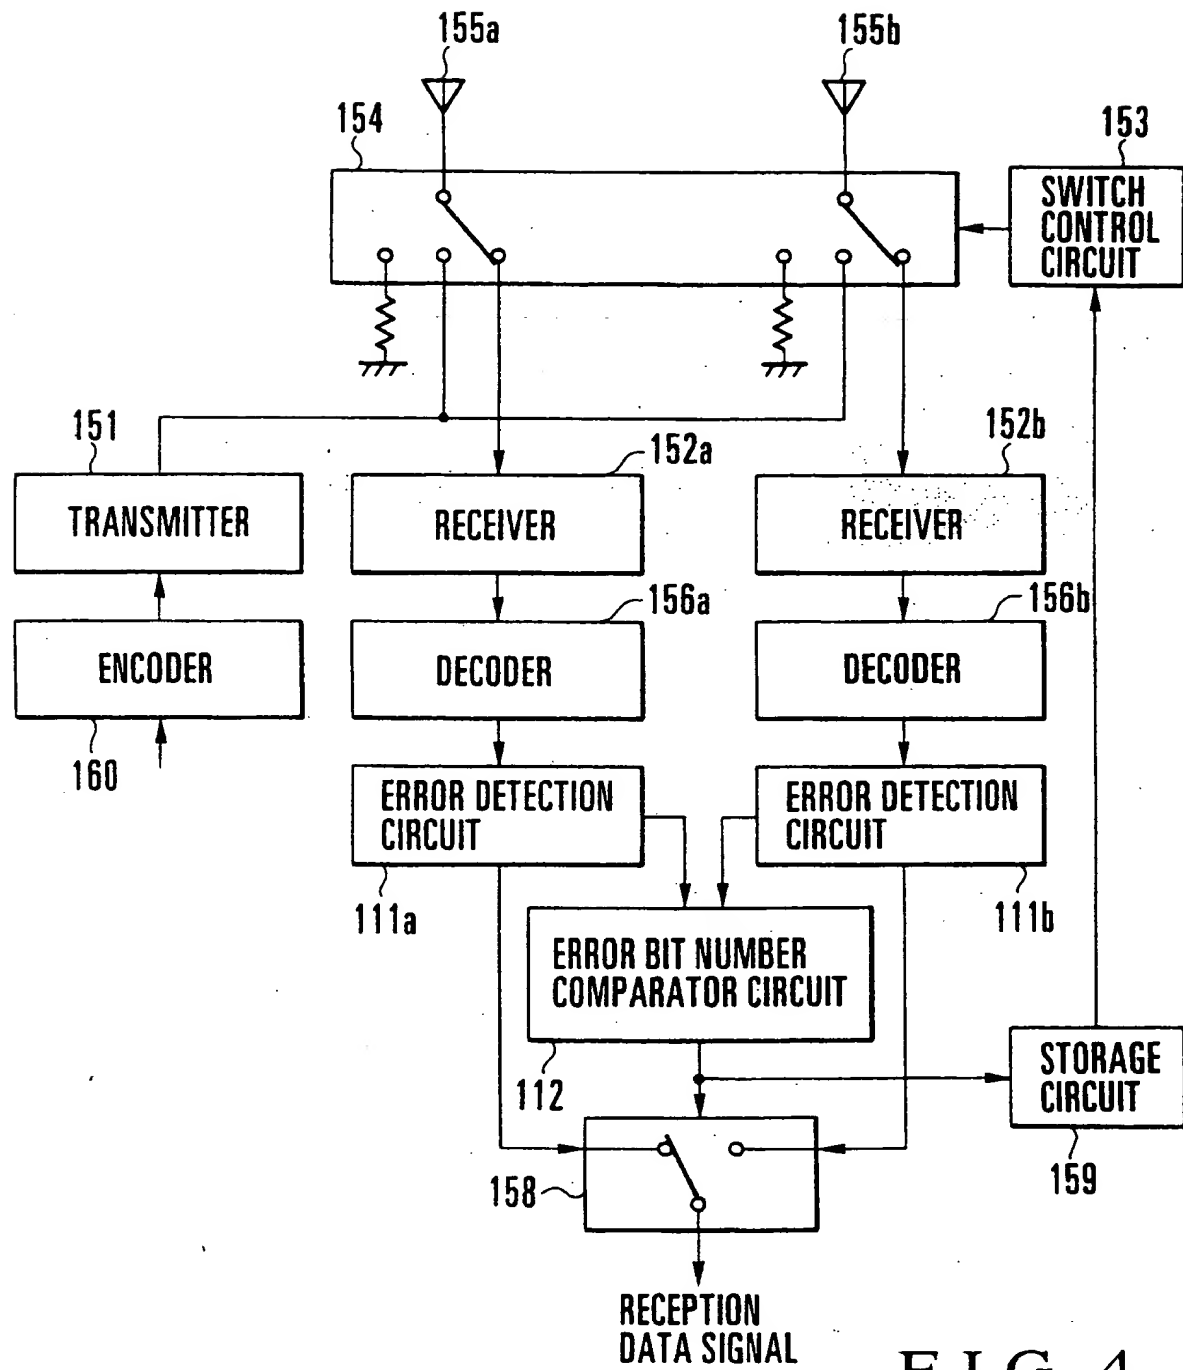 155a
155b
154
153
SWITCH
CONTROL
CIRCUIT
151
152a
152b
TRANSMITTER
RECEIVER
RECEIVER
156a
156b
ENCODER
DECODER
DECODER
160
ERROR DETECTION
CIRCUIT
ERROR DETECTION
CIRCUIT
111a
111b
ERROR BIT NUMBER
COMPARATOR CIRCUIT
STORAGE
CIRCUIT
112
158
159
RECEPTION
DATA SIGNAL
FIG. 4